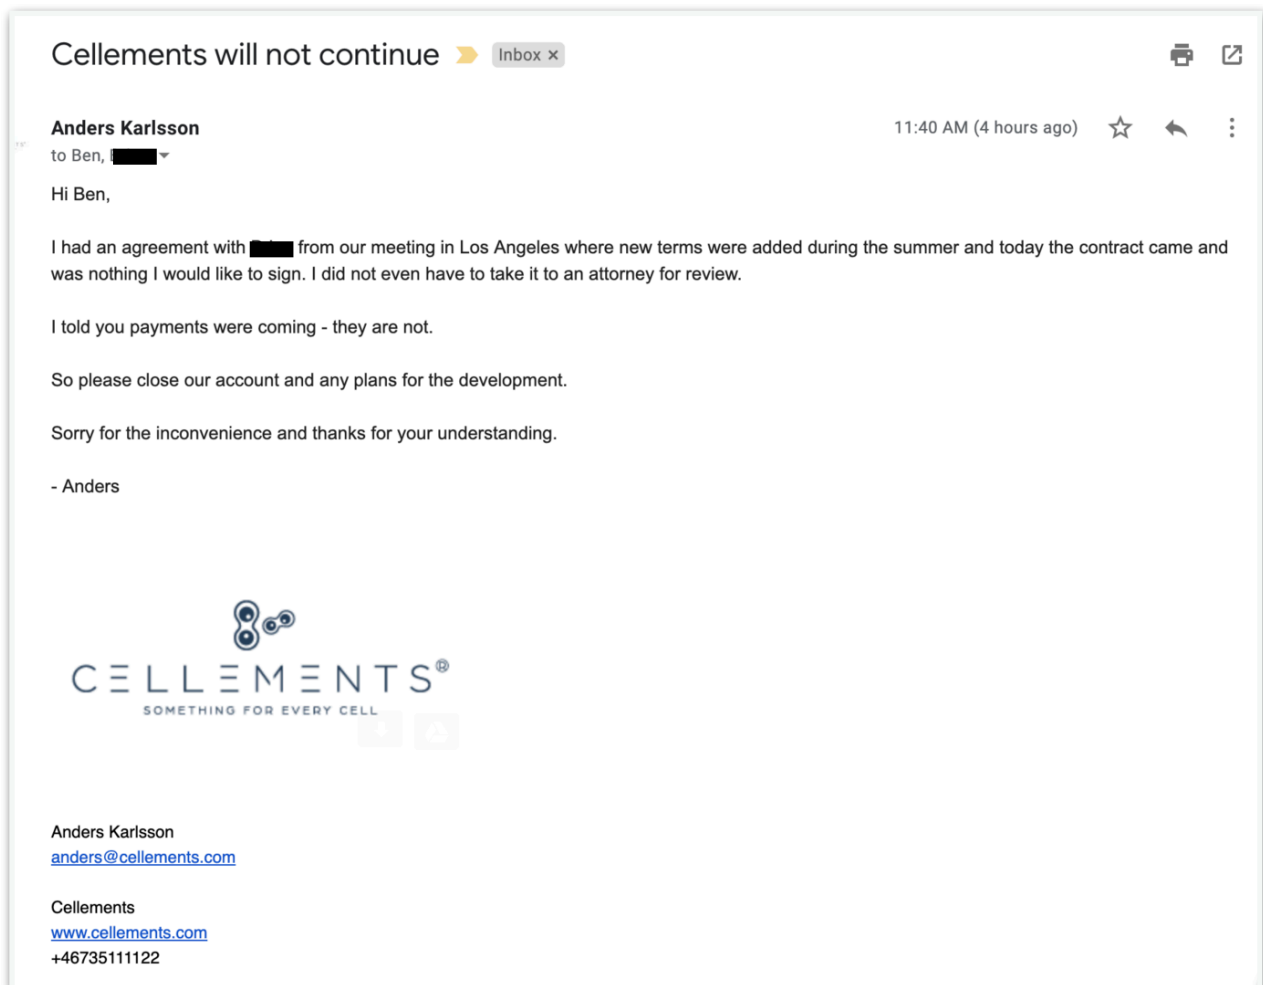 Cellements will not continue Inbox ×
Anders Karlsson 11:40 AM (4 hours ago)
to Ben,
Hi Ben,
I had an agreement with from our meeting in Los Angeles where new terms were added during the summer and today the contract came and
was nothing I would like to sign. I did not even have to take it to an attorney for review.
I told you payments were coming - they are not.
So please close our account and any plans for the development.
Sorry for the inconvenience and thanks for your understanding.
- Anders
CELLEMENTS®
SOMETHING FOR EVERY CELL
Anders Karlsson
anders@cellements.com
Cellements
www.cellements.com
+46735111122